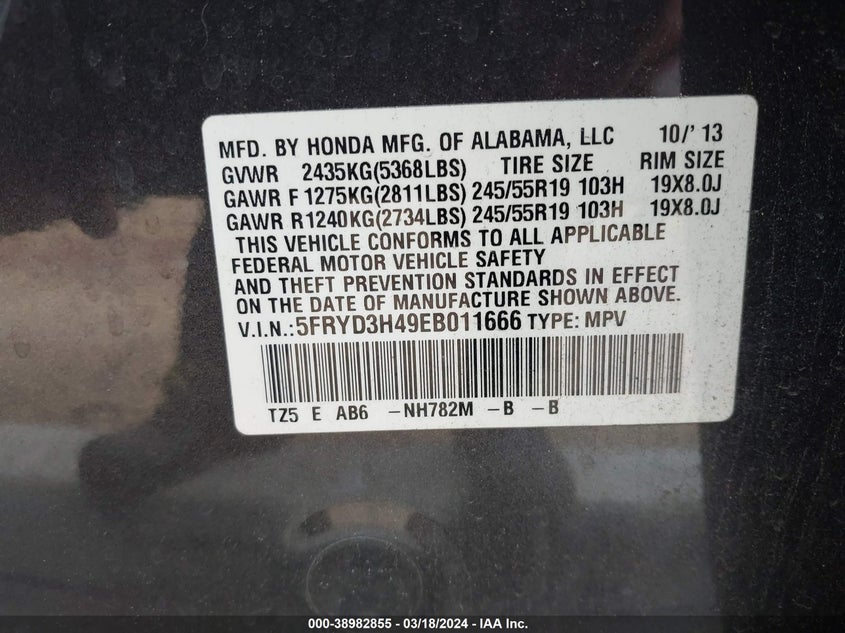 MFD. BY HONDA MFG. OF ALABAMA, LLC 10/'13
GVWR 2435KG(5368LBS) TIRE SIZE RIM SIZE
GAWR F 1275KG(2811LBS) 245/55R19 103H 19X8.0J
GAWR R1240KG(2734LBS) 245/55R19 103H 19X8.0J
THIS VEHICLE CONFORMS TO ALL APPLICABLE
FEDERAL MOTOR VEHICLE SAFETY
AND THEFT PREVENTION STANDARDS IN EFFECT
ON THE DATE OF MANUFACTURE SHOWN ABOVE.
V.I.N.:5FRYD3H49EB011666 TYPE: MPV
TZ5 E AB6 -NH782M -B -B
000-38982855 - 03/18/2024 - IAA Inc.